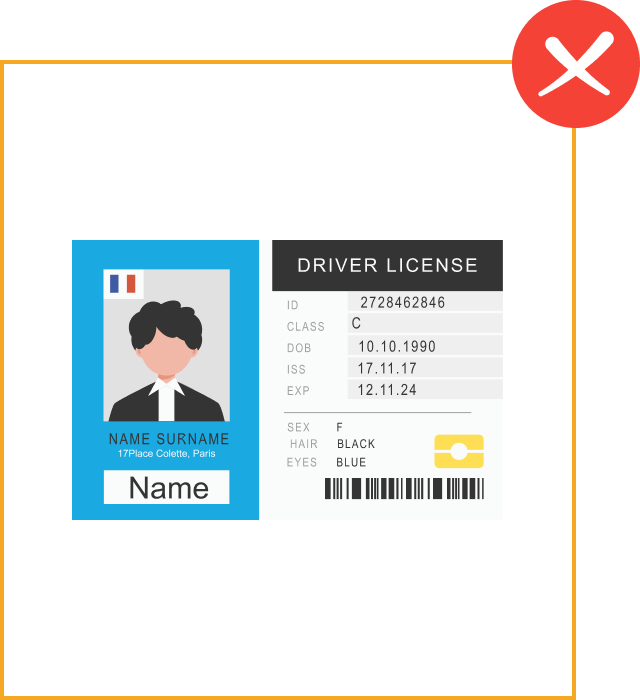 DRIVER LICENSE
ID 2728462846
CLASS C
DOB 10.10.1990
ISS 17.11.17
EXP 12.11.24
SEX F
HAIR BLACK
EYES BLUE
NAME SURNAME
17Place Colette, Paris
Name